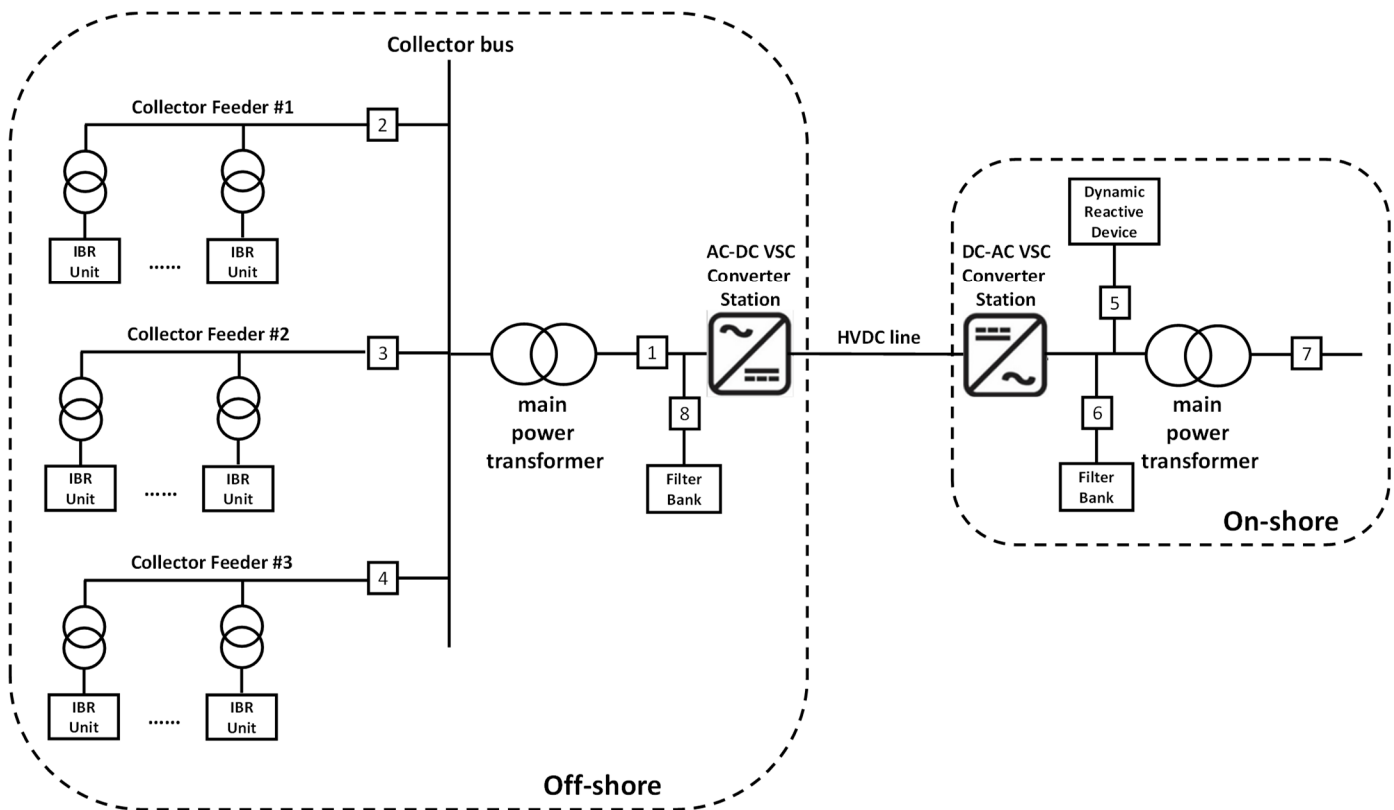 Collector bus
Collector Feeder #1
2
IBR
Unit
......
IBR
Unit
Collector Feeder #2
3
IBR
Unit
......
IBR
Unit
Collector Feeder #3
4
IBR
Unit
......
IBR
Unit
main
power
transformer
1
8
Filter
Bank
AC-DC VSC
Converter
Station
Off-shore
HVDC line
DC-AC VSC
Converter
Station
Dynamic
Reactive
Device
5
6
Filter
Bank
main
power
transformer
7
On-shore